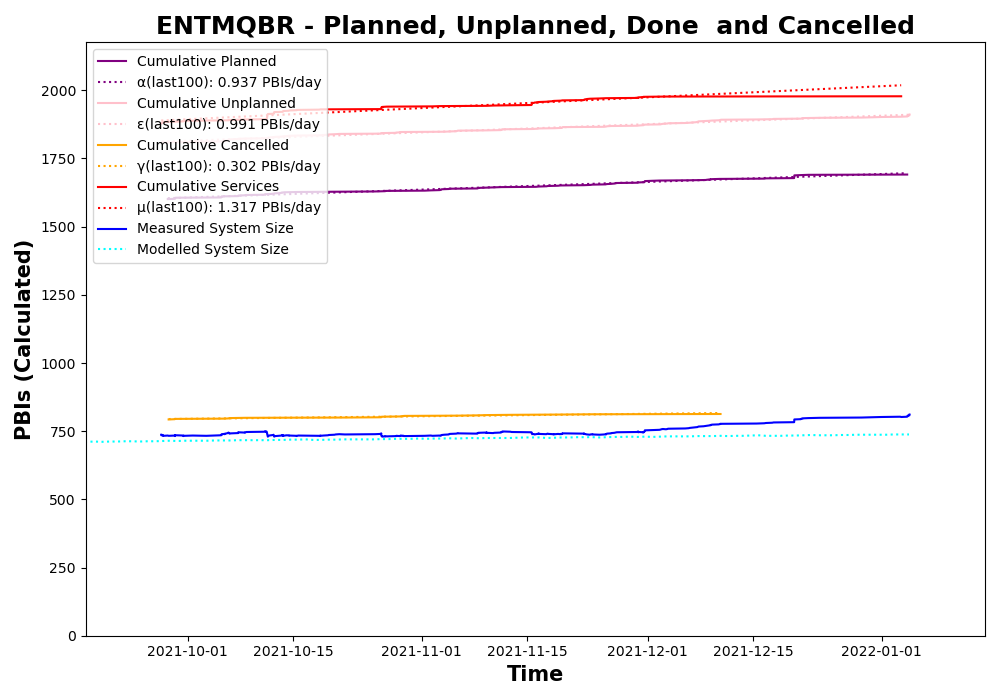 ENTMQBR - Planned, Unplanned, Done  and Cancelled
Cumulative Planned
α(last100): 0.937 PBIs/day
Cumulative Unplanned
ε(last100): 0.991 PBIs/day
Cumulative Cancelled
γ(last100): 0.302 PBIs/day
Cumulative Services
μ(last100): 1.317 PBIs/day
Measured System Size
Modelled System Size
PBIs (Calculated)
2000
1750
1500
1250
1000
750
500
250
0
2021-10-01 2021-10-15 2021-11-01 2021-11-15 2021-12-01 2021-12-15 2022-01-01
Time